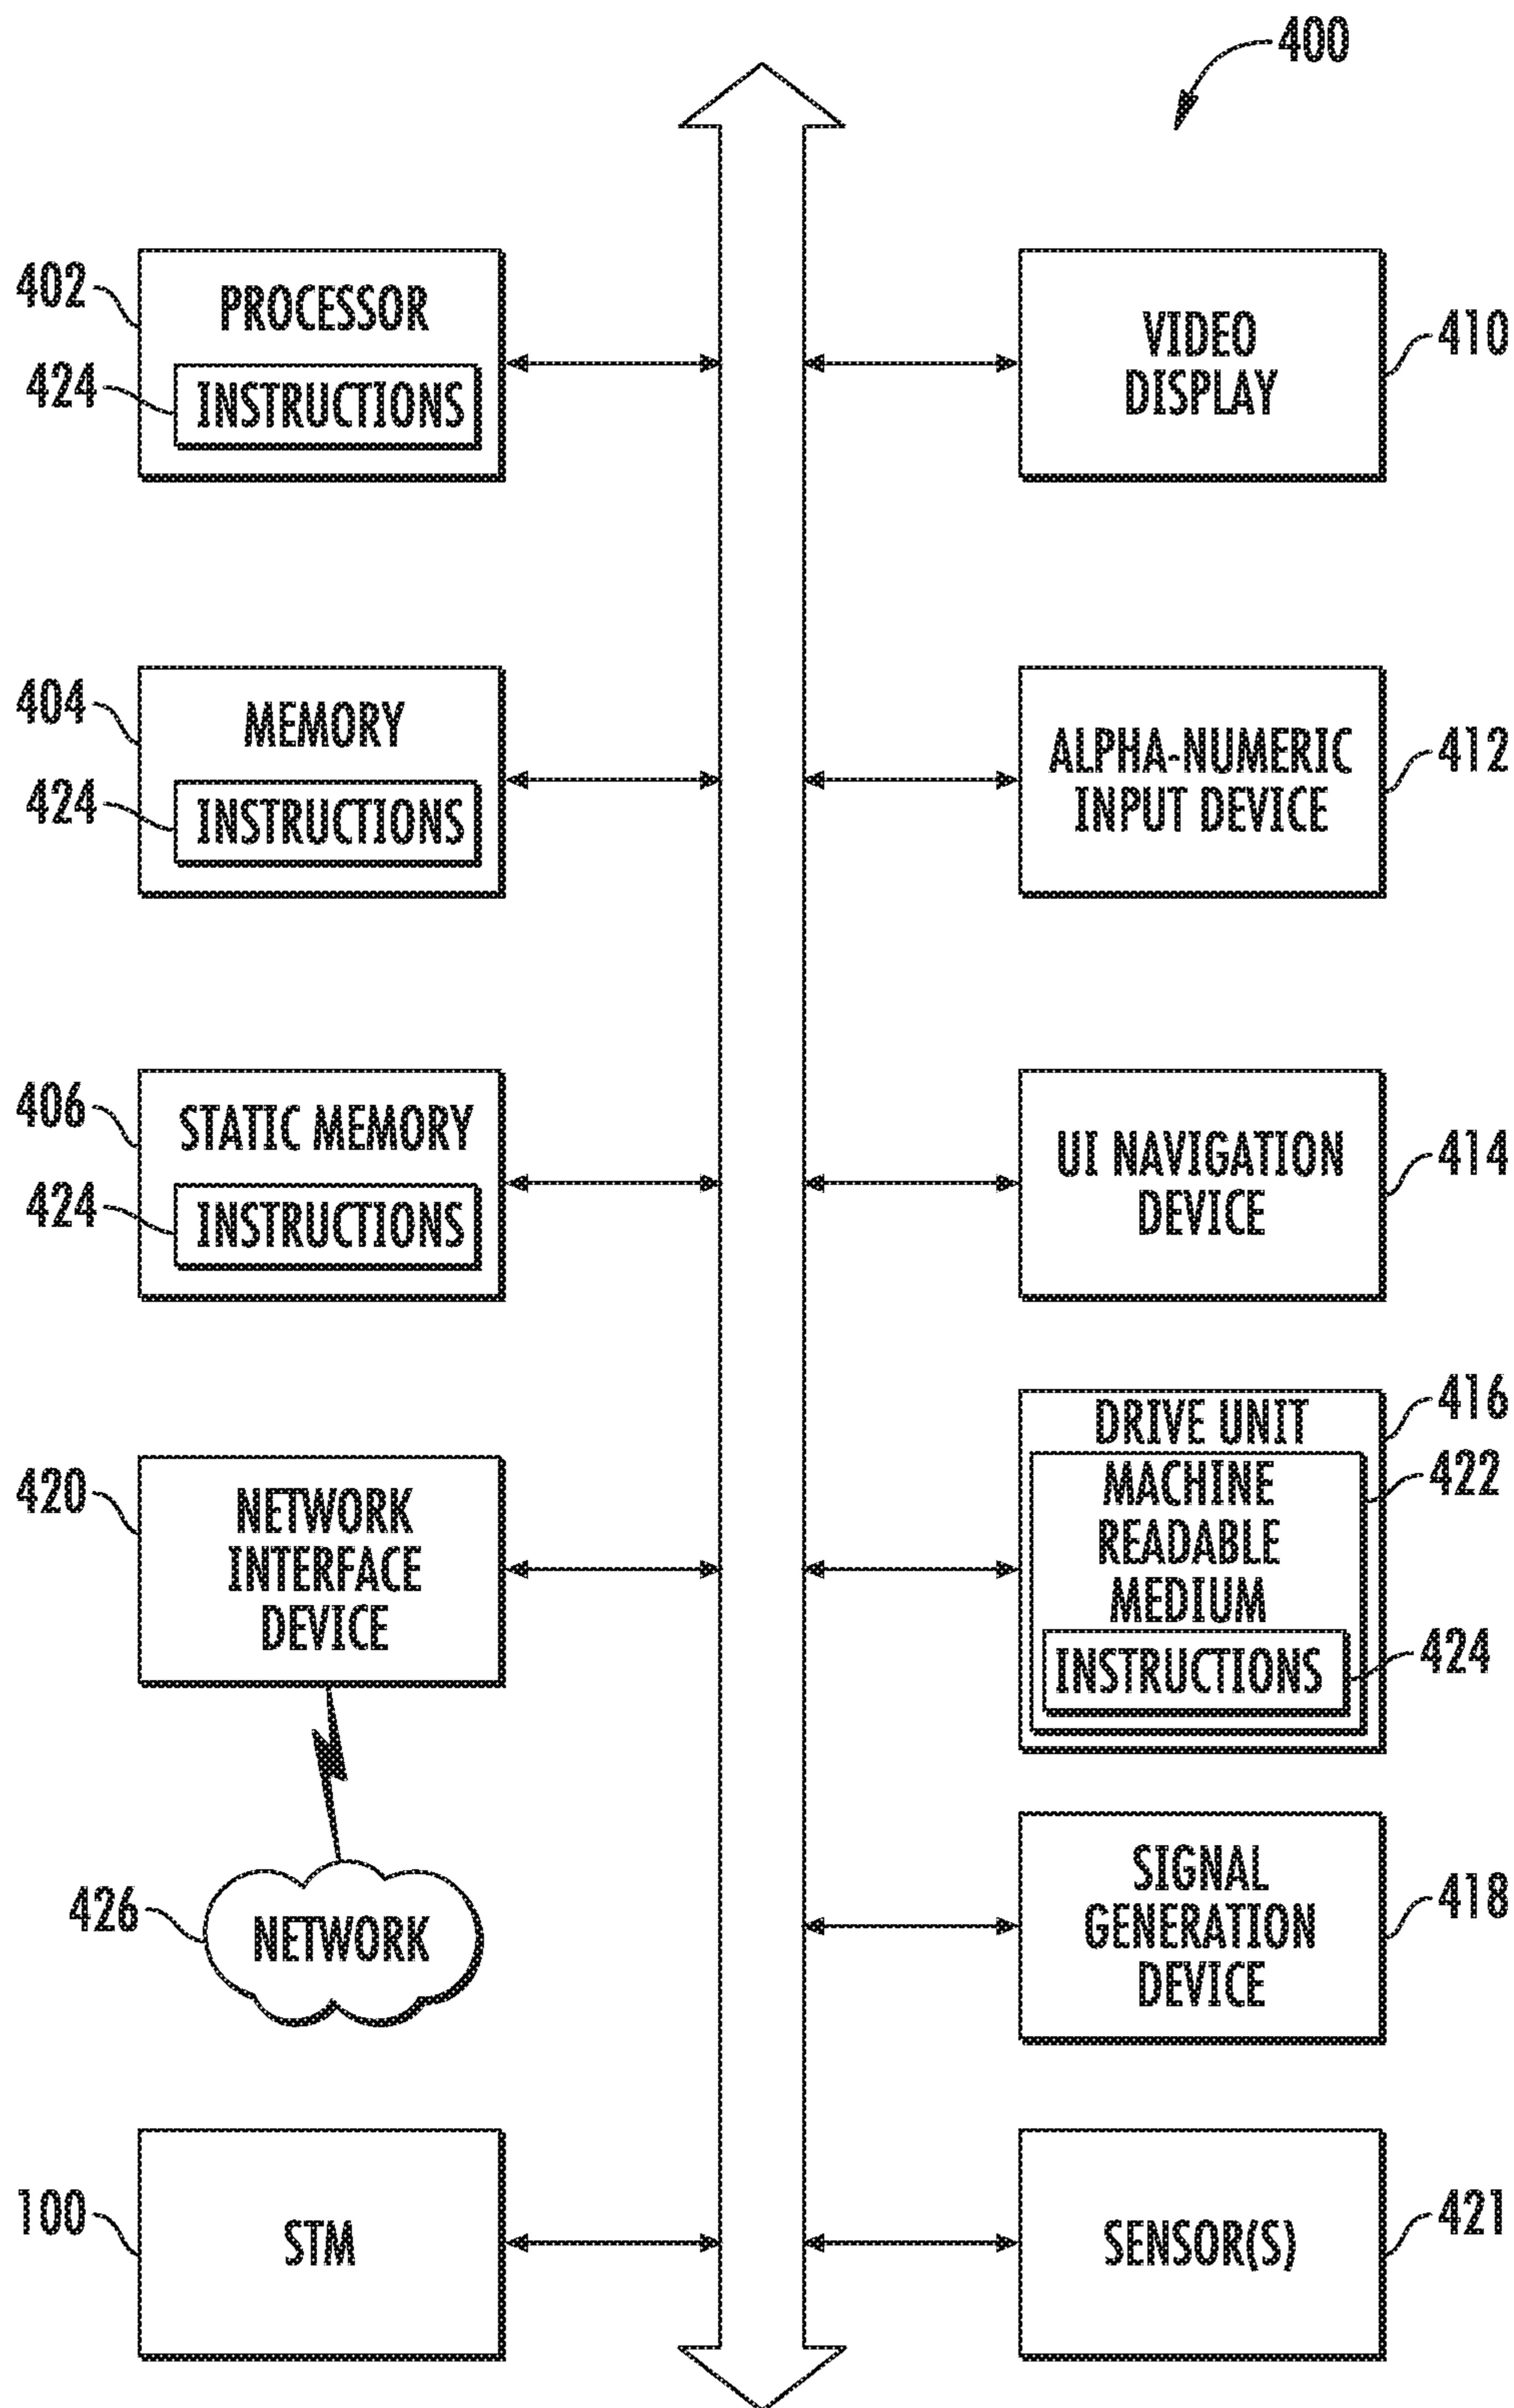 400
402
PROCESSOR
424
INSTRUCTIONS
VIDEO
DISPLAY
410
404
MEMORY
424
INSTRUCTIONS
ALPHA-NUMERIC
INPUT DEVICE
412
406
STATIC MEMORY
424
INSTRUCTIONS
UI NAVIGATION
DEVICE
414
420
NETWORK
INTERFACE
DEVICE
DRIVE UNIT
416
MACHINE
READABLE
MEDIUM
422
INSTRUCTIONS
424
426
NETWORK
SIGNAL
GENERATION
DEVICE
418
100
STM
SENSOR(S)
421